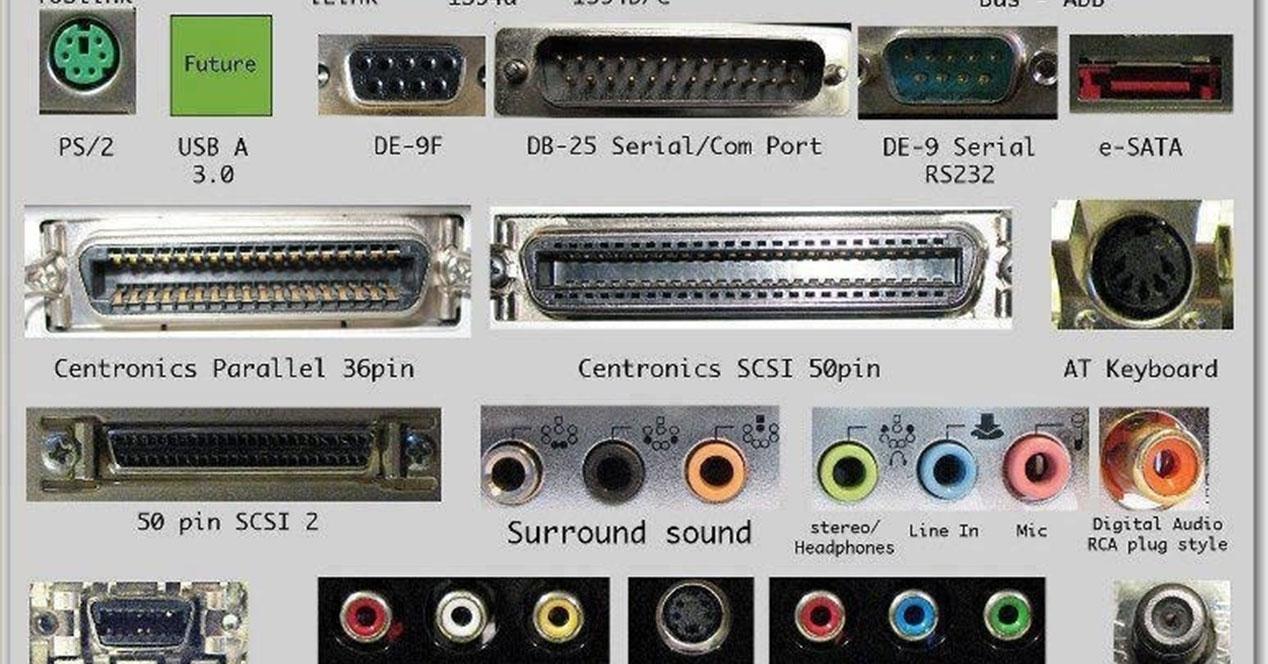 1394a
Future
PS/2
USB A
3.0
DE-9F
DB-25 Serial/Com Port
DE-9 Serial
RS232
e-SATA
Centronics Parallel 36pin
Centronics SCSI 50pin
AT Keyboard
50 pin SCSI 2
Surround sound
stereo/
Headphones
Line In
Mic
Digital Audio
RCA plug style